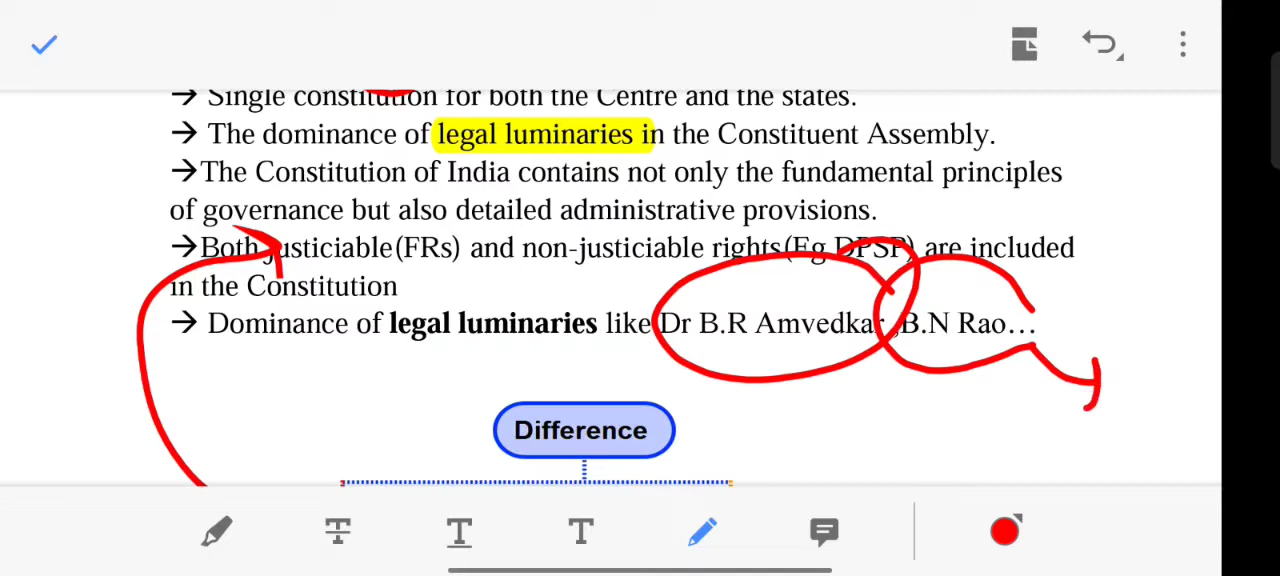 → Single constitution for both the Centre and the states.
→ The dominance of legal luminaries in the Constituent Assembly.
→The Constitution of India contains not only the fundamental principles
of governance but also detailed administrative provisions.
→Both justiciable(FRs) and non-justiciable rights(Eg DPSP) are included
in the Constitution
→ Dominance of legal luminaries like Dr B.R Amvedkar ,B.N Rao…
Difference